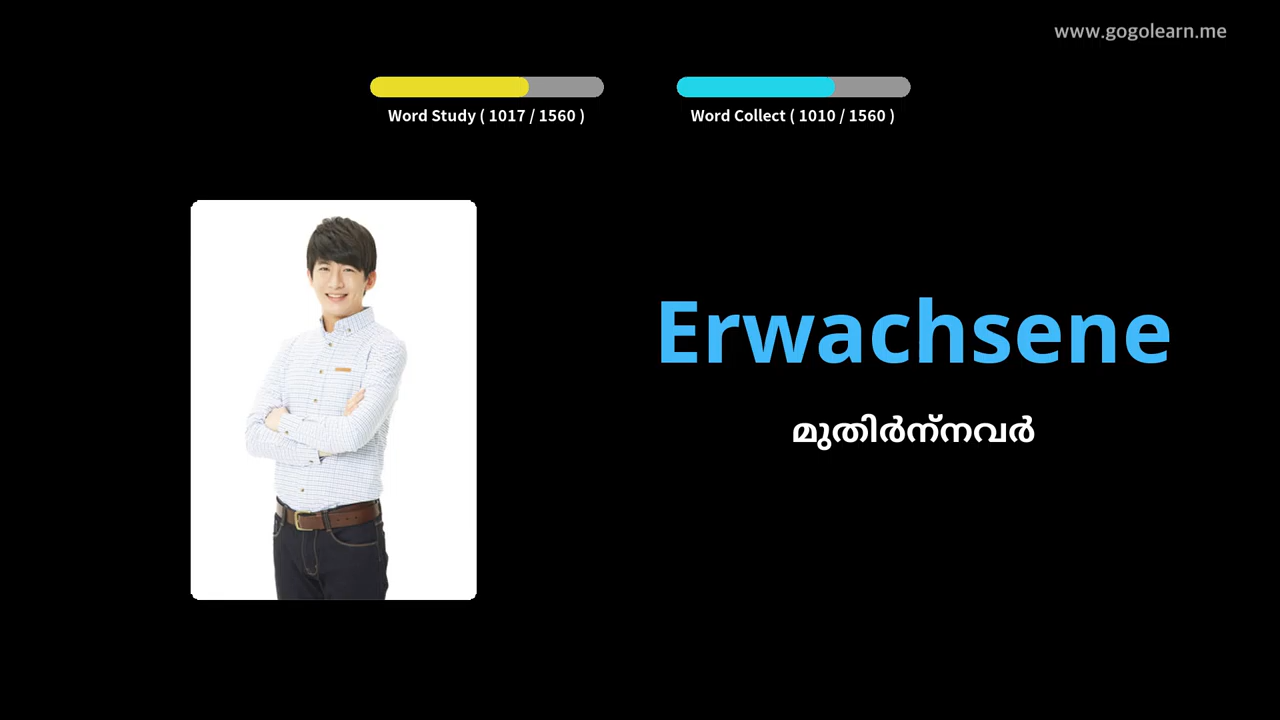 www.gogolearn.me
Word Study ( 1017 / 1560 )
Word Collect ( 1010 / 1560 )
Erwachsene
മുതിർന്നവർ